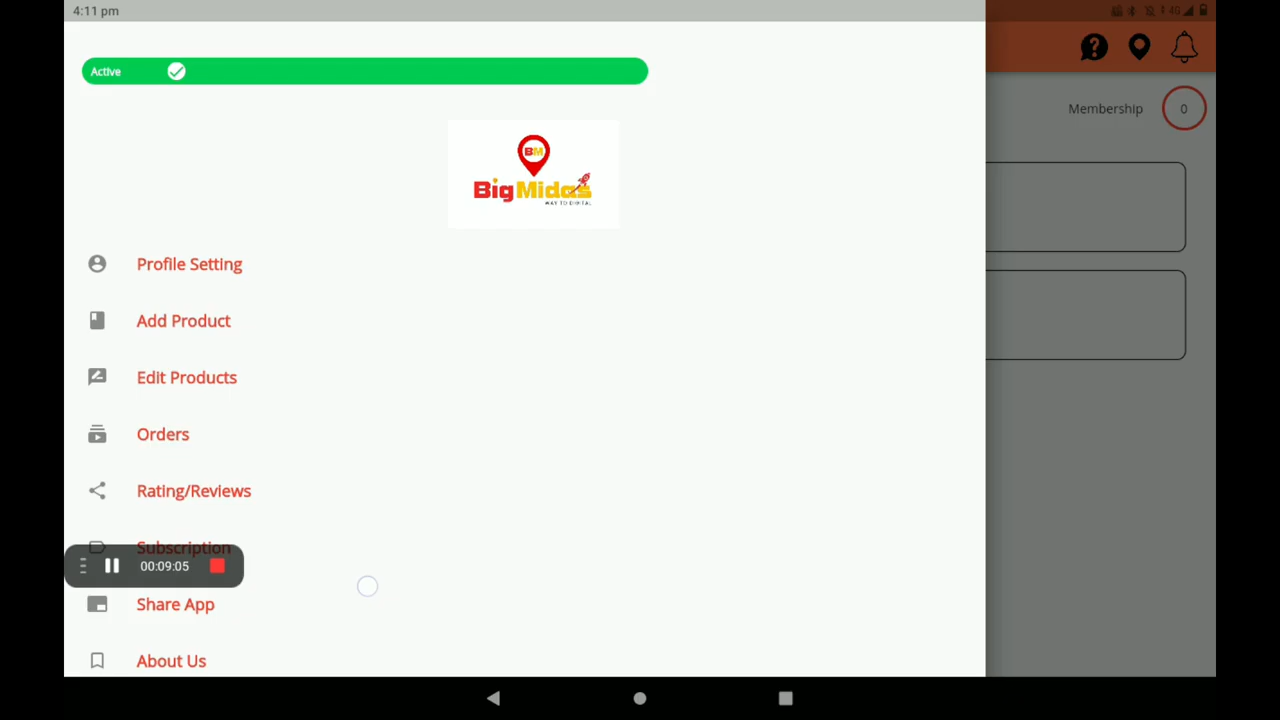 4:11 pm
4G
Active
Membership
0
BM
BigMidas
WAY TO DIGITAL
Profile Setting
Add Product
Edit Products
Orders
Rating/Reviews
Subscription
00:09:05
Share App
About Us